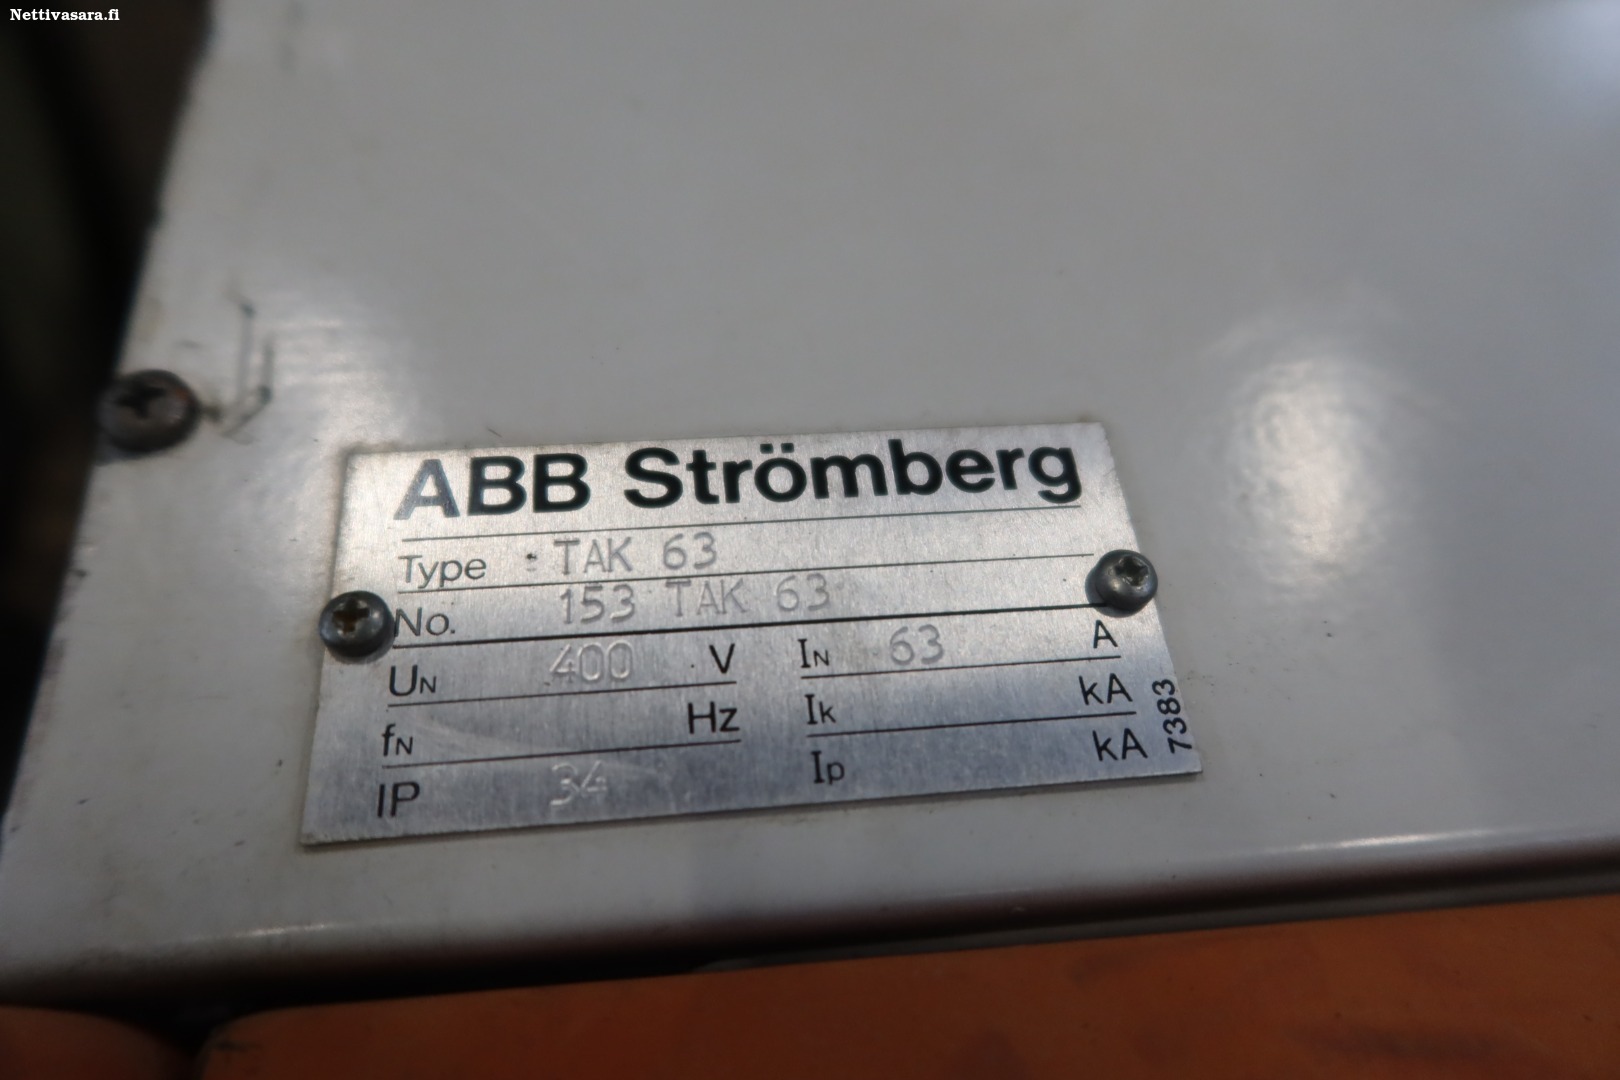 Nettivasara.fi
ABB Strömberg
Type : TAK 63
No. 153 TAK 63
UN 400 V IN 63 A
fN Hz Ik kA
IP 34 Ip kA
7383